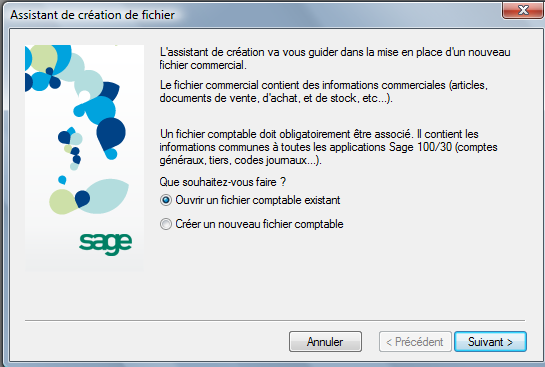 Assistant de création de fichier
L'assistant de création va vous guider dans la mise en place d'un nouveau
fichier commercial.
Le fichier commercial contient des informations commerciales (articles,
documents de vente, d'achat, et de stock, etc...).
Un fichier comptable doit obligatoirement être associé. Il contient les
informations communes à toutes les applications Sage 100/30 (comptes
généraux, tiers, codes journaux...).
Que souhaitez-vous faire ?
Ouvrir un fichier comptable existant
Créer un nouveau fichier comptable
sage
Annuler
< Précédent
Suivant >